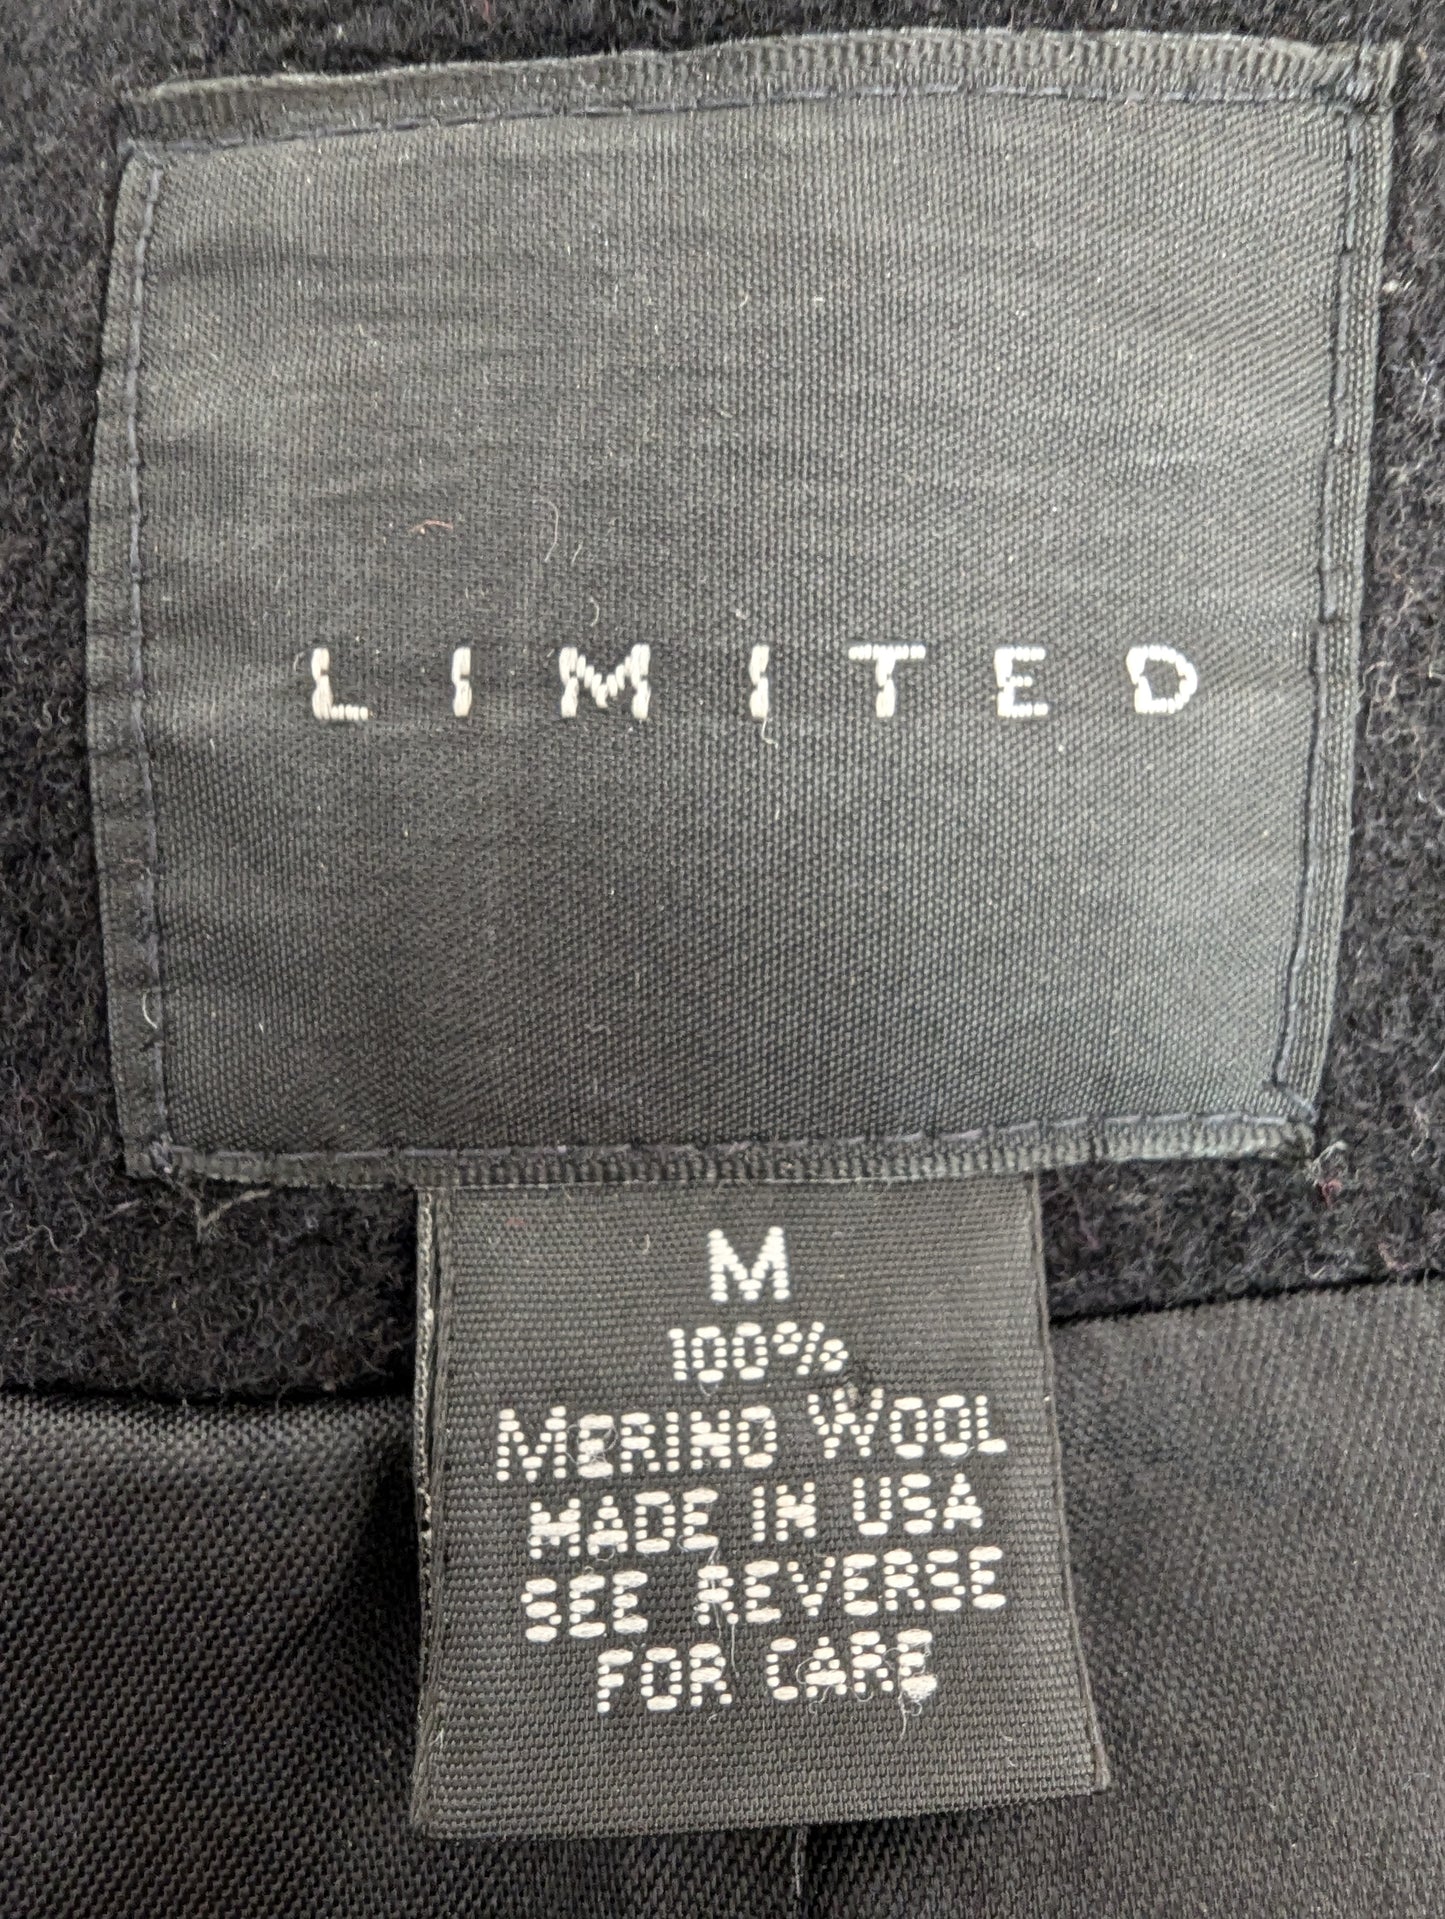 LIMITED
M
100%
MERINO WOOL
MADE IN USA
SEE REVERSE
FOR CARE